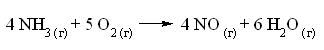 4 NH₃ (r) + 5 O₂ (r) ⟶ 4 NO (r) + 6 H₂O (r)